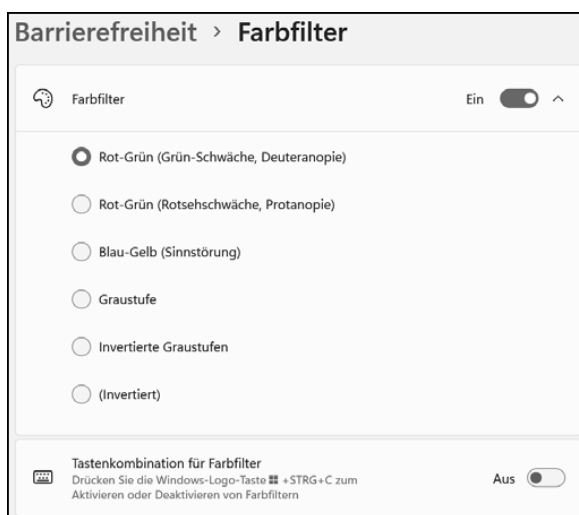 Barrierefreiheit > Farbfilter
Farbfilter Ein
Rot-Grün (Grün-Schwäche, Deuteranopie)
Rot-Grün (Rotsehschwäche, Protanopie)
Blau-Gelb (Sinnstörung)
Graustufe
Invertierte Graustufen
(Invertiert)
Tastenkombination für Farbfilter
Drücken Sie die Windows-Logo-Taste +STRG+C zum
Aktivieren oder Deaktivieren von Farbfiltern
Aus